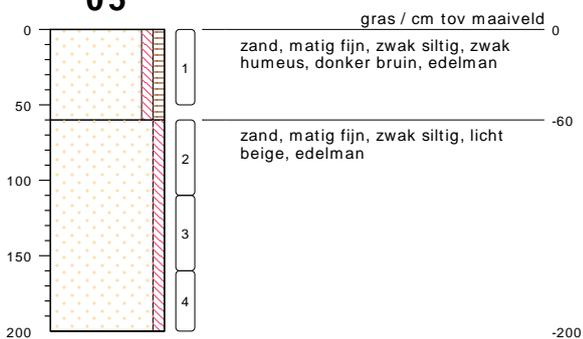 gras / cm tov maaiveld
0
0
zand, matig fijn, zwak siltig, zwak
humeus, donker bruin, edelman
1
50
-60
zand, matig fijn, zwak siltig, licht
beige, edelman
2
100
3
150
4
200
-200